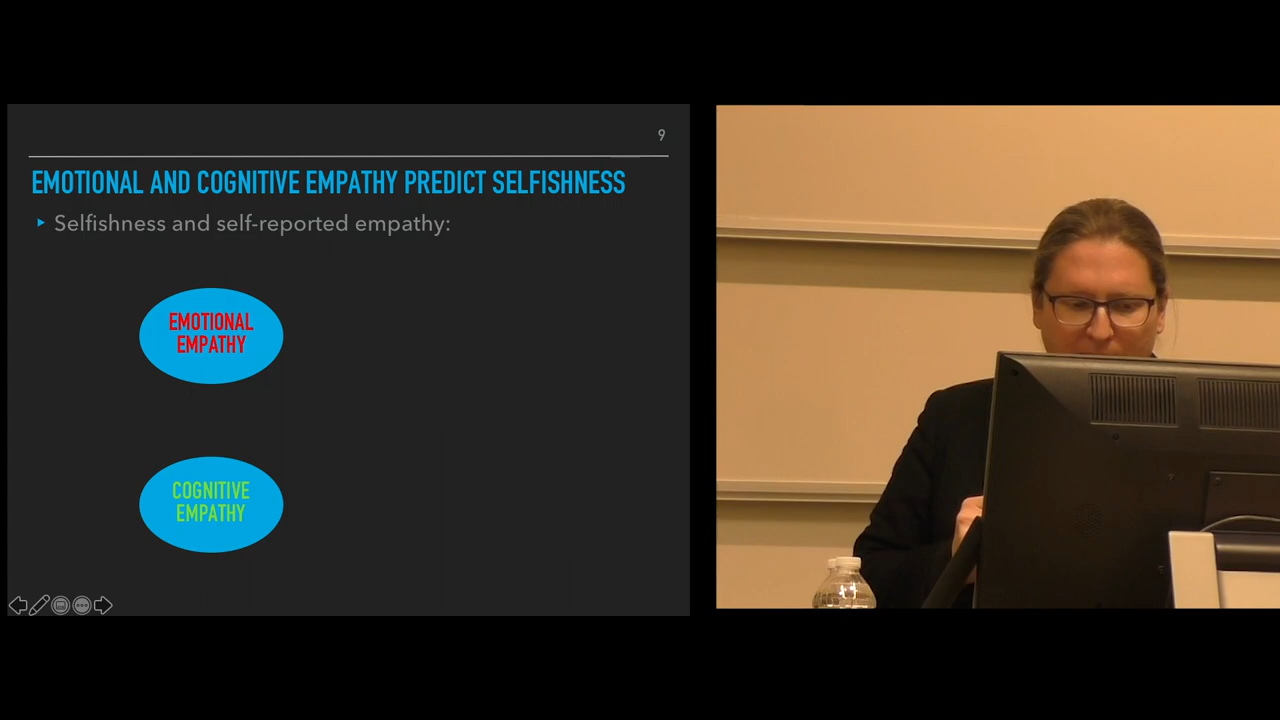 9
EMOTIONAL AND COGNITIVE EMPATHY PREDICT SELFISHNESS
Selfishness and self-reported empathy:
EMOTIONAL
EMPATHY
COGNITIVE
EMPATHY